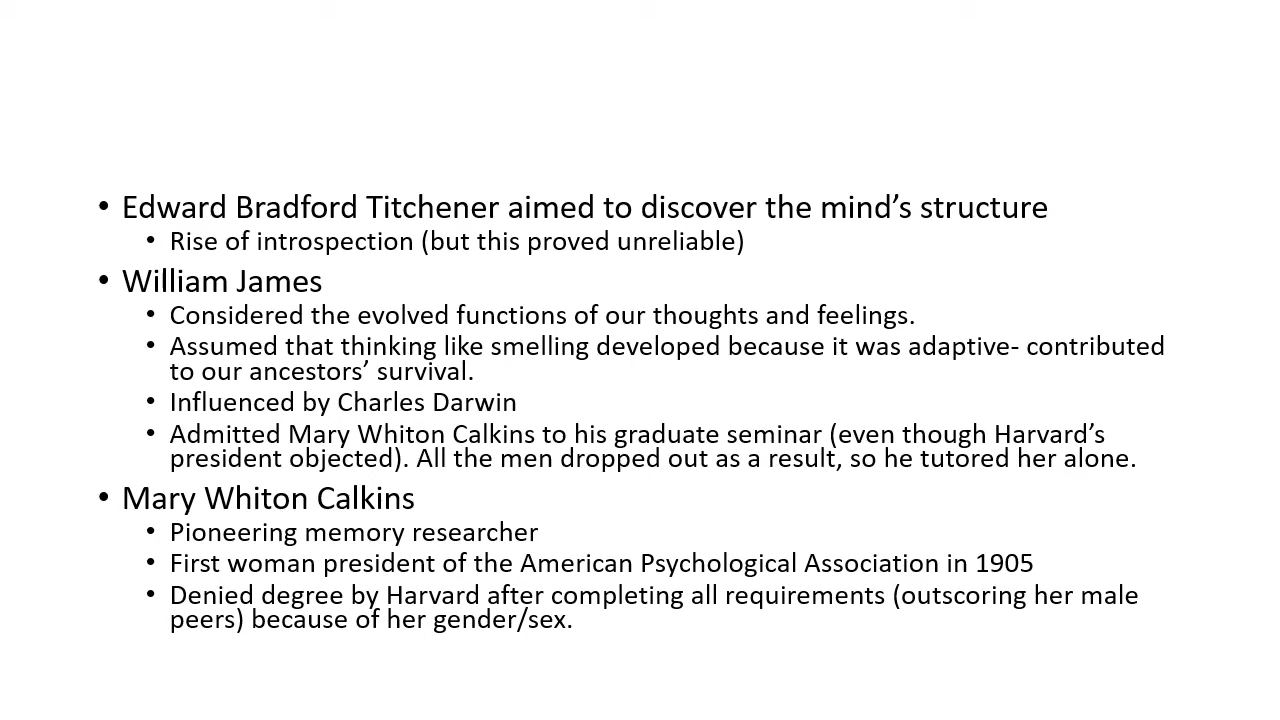 • Edward Bradford Titchener aimed to discover the mind’s structure
• Rise of introspection (but this proved unreliable)
• William James
• Considered the evolved functions of our thoughts and feelings.
• Assumed that thinking like smelling developed because it was adaptive- contributed
to our ancestors’ survival.
• Influenced by Charles Darwin
• Admitted Mary Whiton Calkins to his graduate seminar (even though Harvard’s
president objected). All the men dropped out as a result, so he tutored her alone.
• Mary Whiton Calkins
• Pioneering memory researcher
• First woman president of the American Psychological Association in 1905
• Denied degree by Harvard after completing all requirements (outscoring her male
peers) because of her gender/sex.